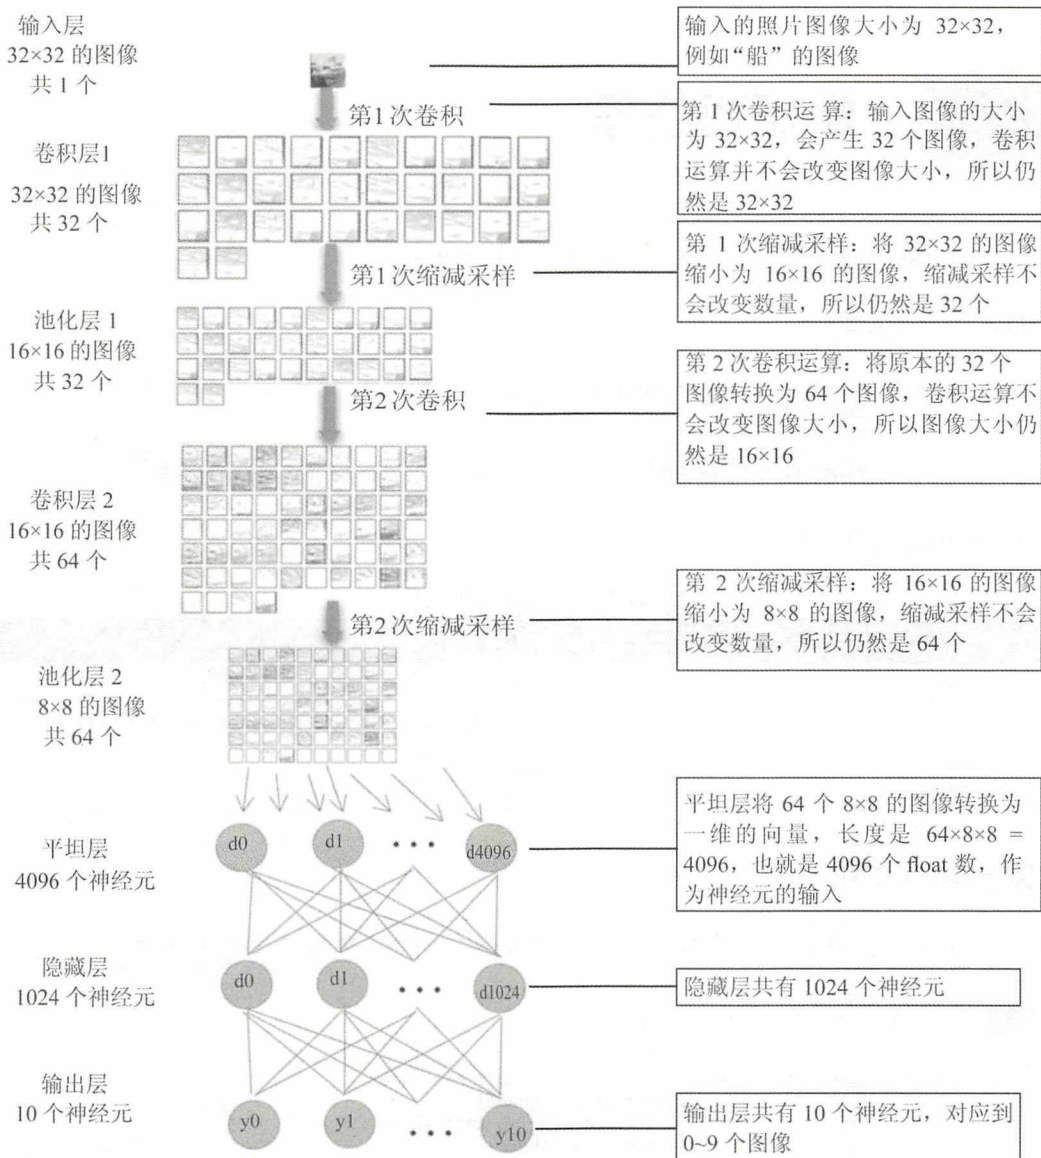 输入层
32×32 的图像
共 1 个
输入的照片图像大小为 32×32，
例如“船”的图像
第1次卷积
第 1 次卷积运 算：输入图像的大小
为 32×32，会产生 32 个图像，卷积
运算并不会改变图像大小，所以仍
然是 32×32
卷积层1
32×32 的图像
共 32 个
第1次缩减采样
第 1 次缩减采样：将 32×32 的图像
缩小为 16×16 的图像，缩减采样不
会改变数量，所以仍然是 32 个
池化层 1
16×16 的图像
共 32 个
第2次卷积
第 2 次卷积运算：将原本的 32 个
图像转换为 64 个图像，卷积运算不
会改变图像大小，所以图像大小仍
然是 16×16
卷积层 2
16×16 的图像
共 64 个
第2次缩减采样
第 2 次缩减采样：将 16×16 的图像
缩小为 8×8 的图像，缩减采样不会
改变数量，所以仍然是 64 个
池化层 2
8×8 的图像
共 64 个
平坦层
4096 个神经元
d0 d1 ••• d4096
平坦层将 64 个 8×8 的图像转换为
一维的向量，长度是 64×8×8 =
4096，也就是 4096 个 float 数，作
为神经元的输入
隐藏层
1024 个神经元
d0 d1 ••• d1024
隐藏层共有 1024 个神经元
输出层
10 个神经元
y0 y1 ••• y10
输出层共有 10 个神经元，对应到
0~9 个图像